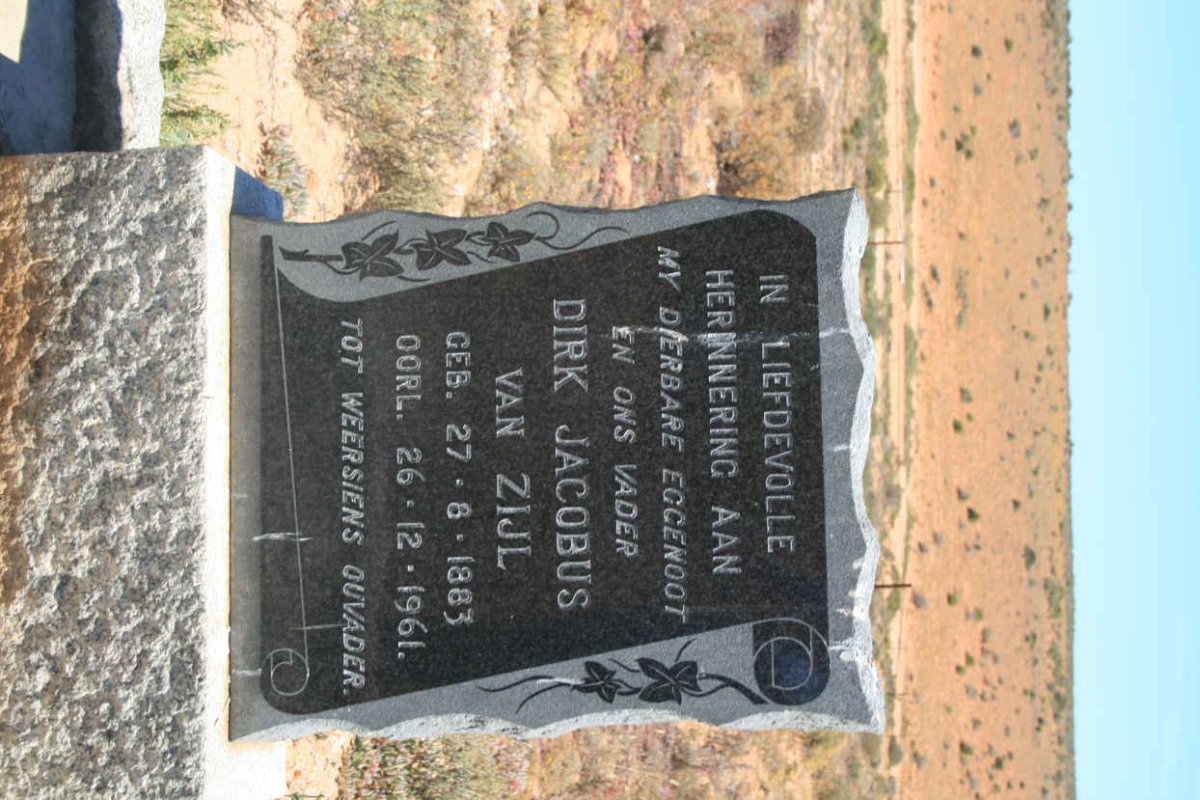 IN LIEFDEVOLLE
HERINNERING AAN
MY DIERBARE EGGENOOT
EN ONS VADER
DIRK JACOBUS
VAN ZIJL
GEB. 27·8·1883
OORL. 26·12·1961.
TOT WEERSIENS OUVADER.